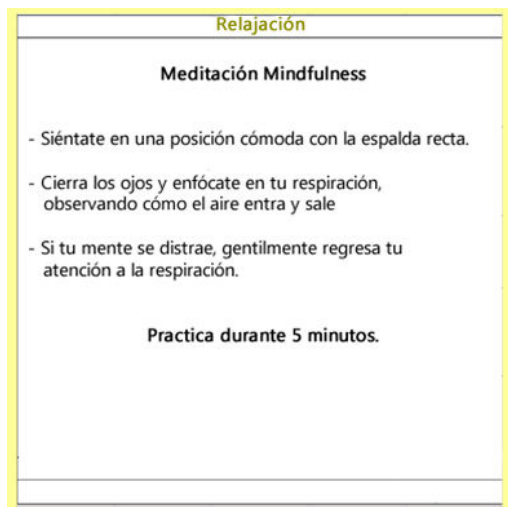 Relajación
Meditación Mindfulness
- Siéntate en una posición cómoda con la espalda recta.
- Cierra los ojos y enfócate en tu respiración,
observando cómo el aire entra y sale
- Si tu mente se distrae, gentilmente regresa tu
atención a la respiración.
Practica durante 5 minutos.